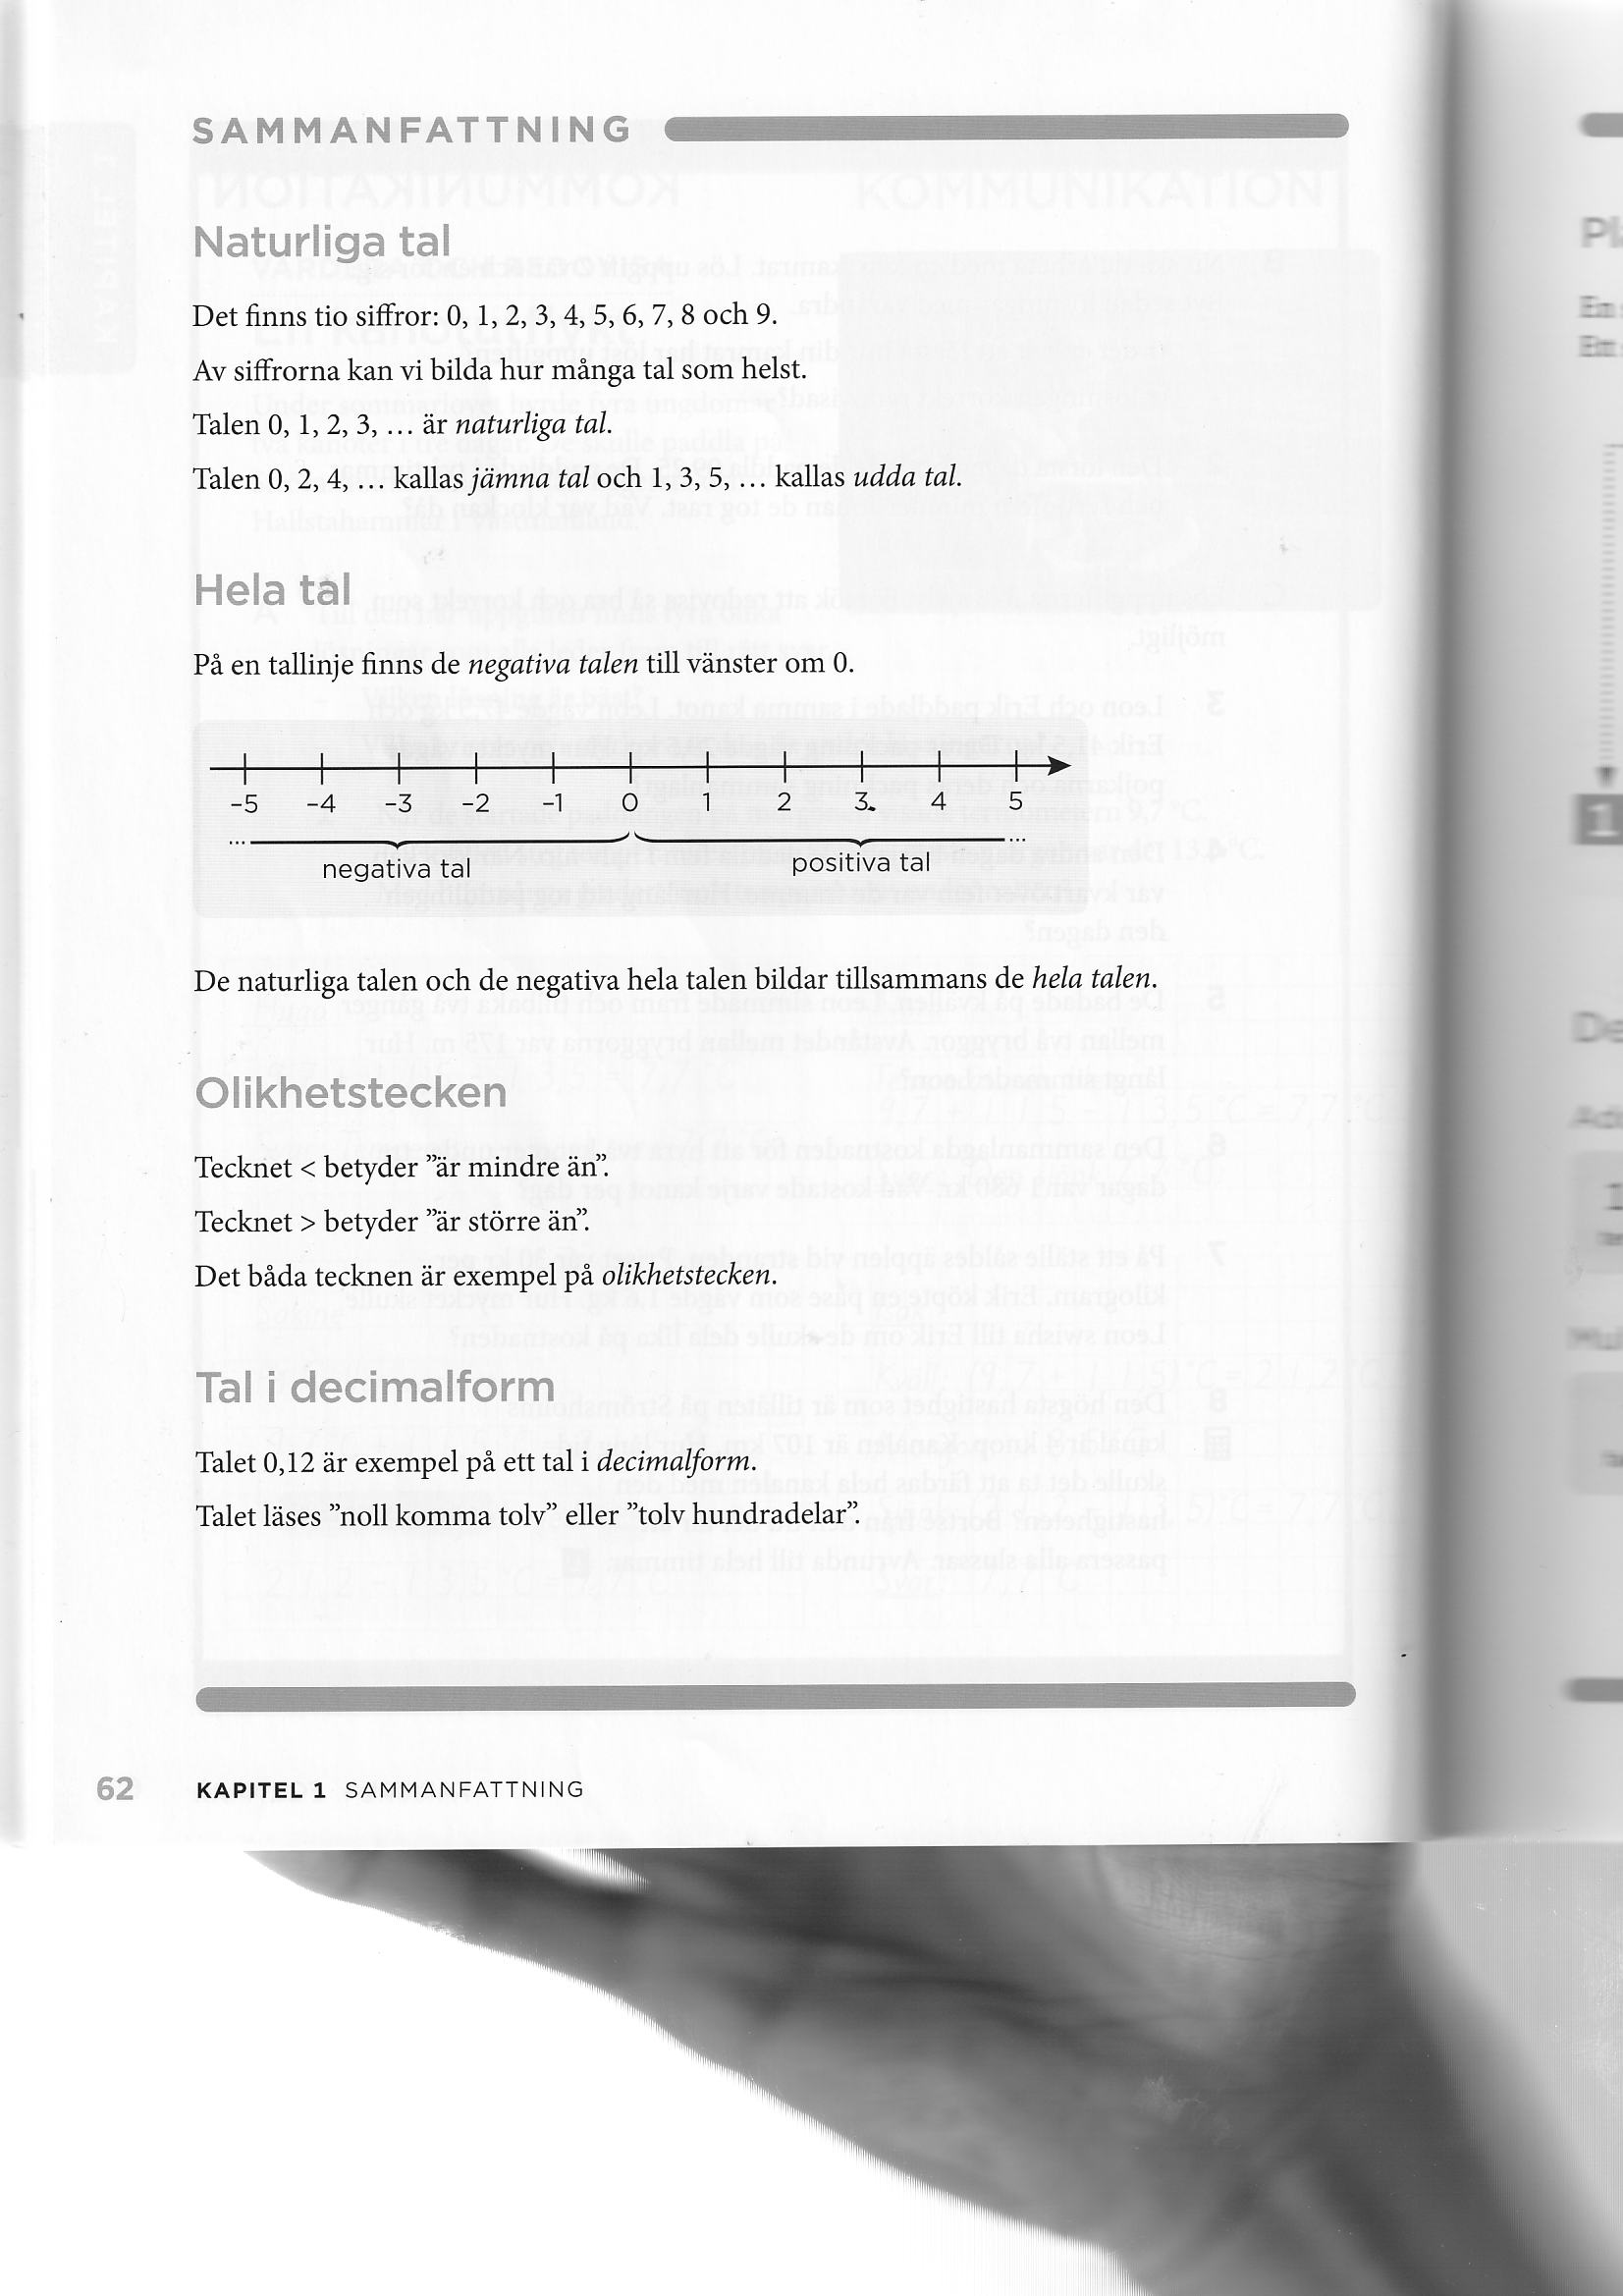 SAMMANFATTNING
Naturliga tal
Det finns tio siffror: 0, 1, 2, 3, 4, 5, 6, 7, 8 och 9.
Av siffrorna kan vi bilda hur många tal som helst.
Talen 0, 1, 2, 3, … är naturliga tal.
Talen 0, 2, 4, … kallas jämna tal och 1, 3, 5, … kallas udda tal.
Hela tal
På en tallinje finns de negativa talen till vänster om 0.
–5 –4 –3 –2 –1 0 1 2 3 4 5
... ...
negativa tal positiva tal
De naturliga talen och de negativa hela talen bildar tillsammans de hela talen.
Olikhetstecken
Tecknet < betyder ”är mindre än”.
Tecknet > betyder ”är större än”.
Det båda tecknen är exempel på olikhetstecken.
Tal i decimalform
Talet 0,12 är exempel på ett tal i decimalform.
Talet läses ”noll komma tolv” eller ”tolv hundradelar”.
62 KAPITEL 1 SAMMANFATTNING